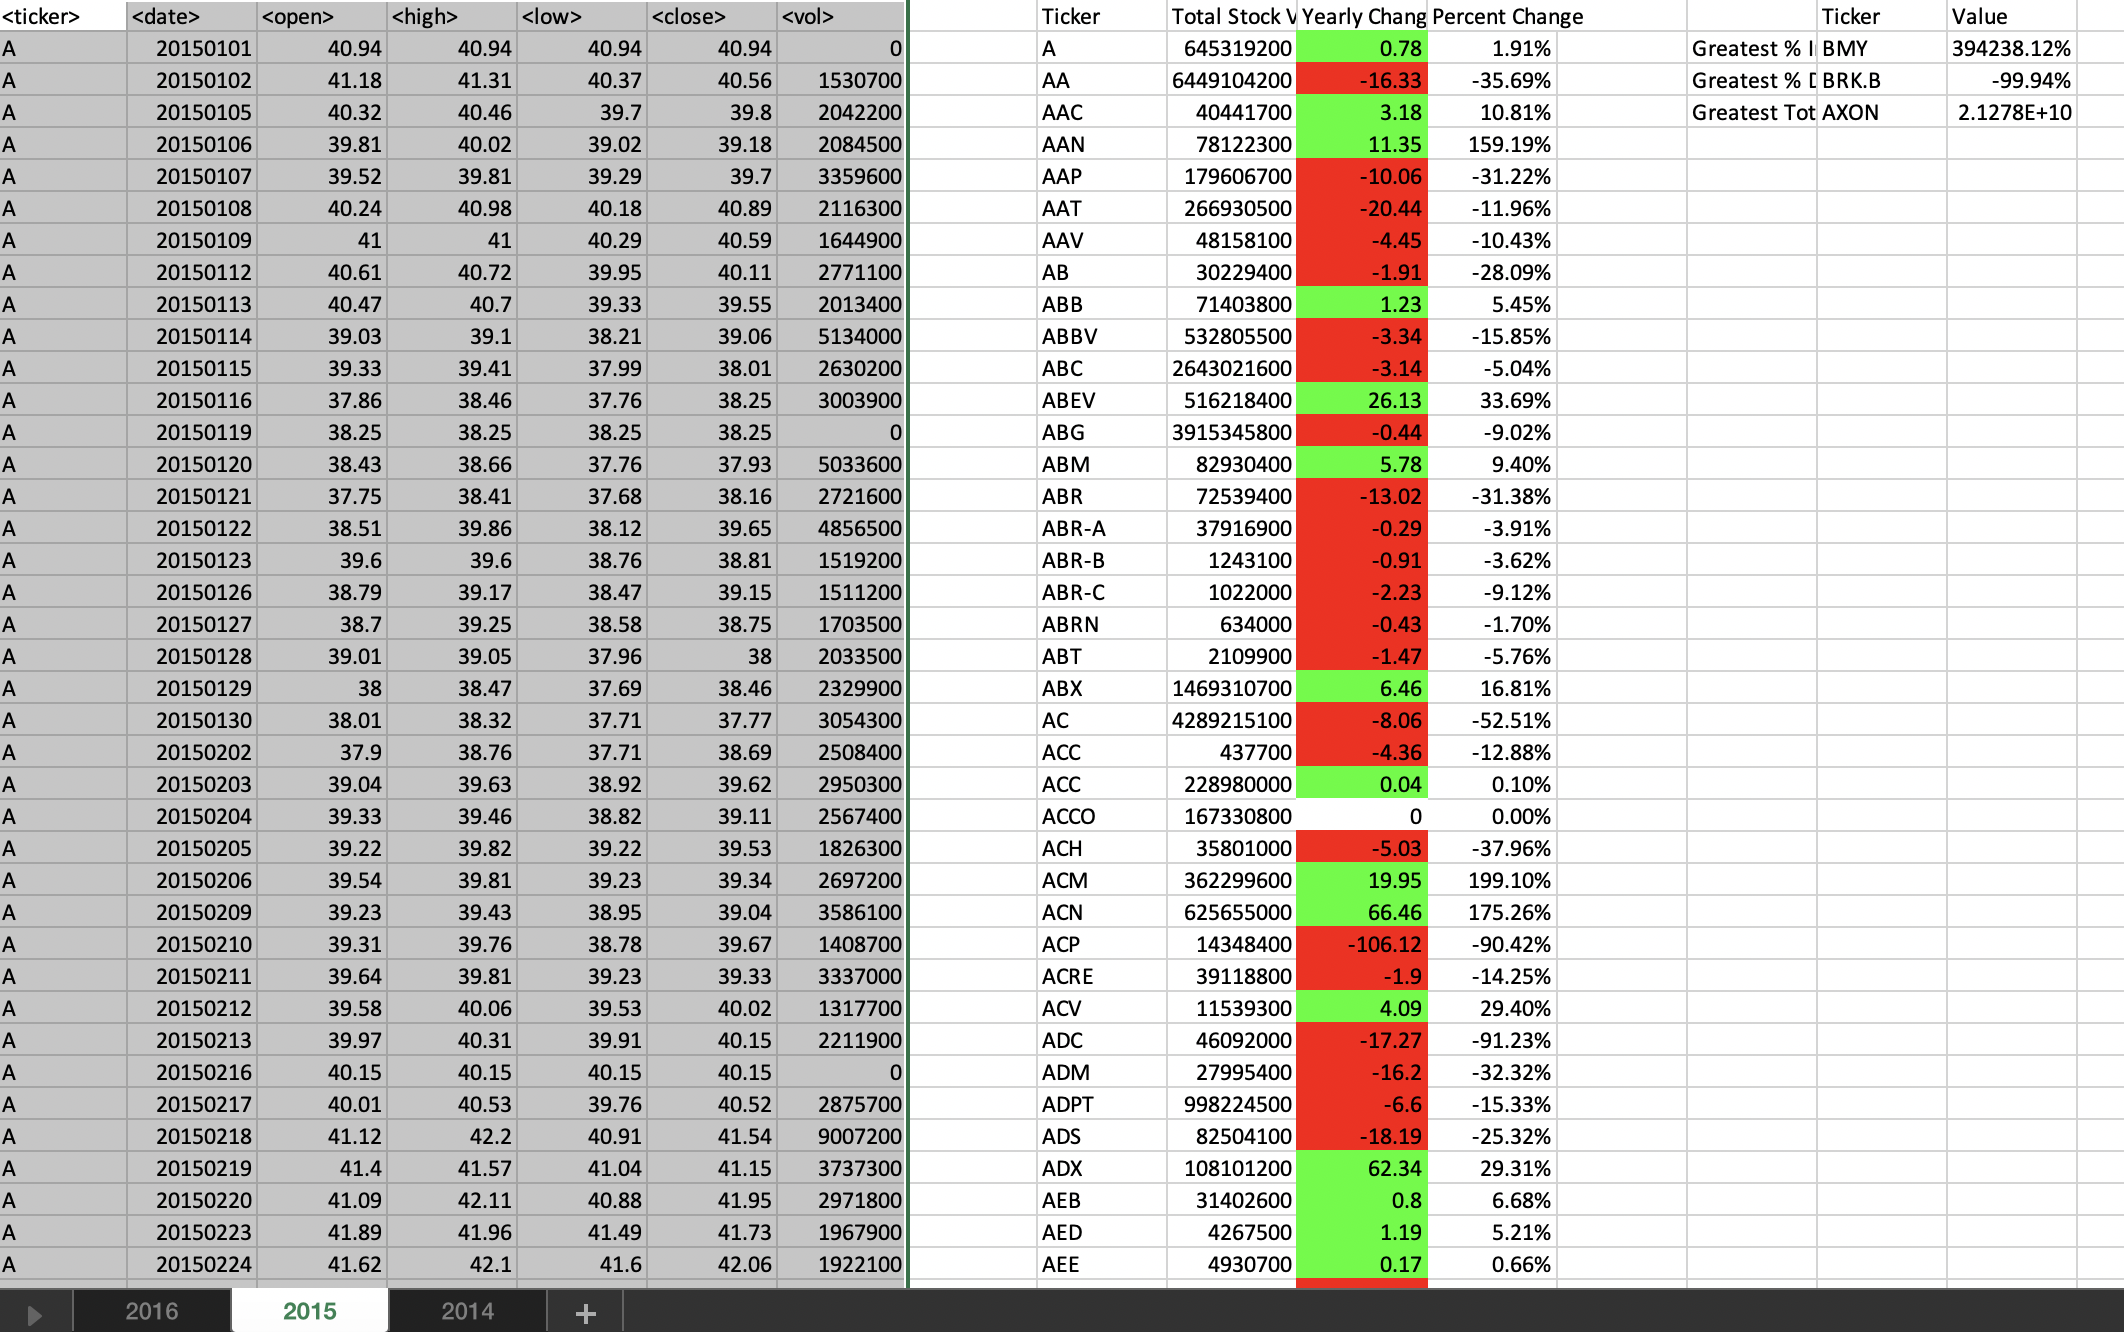 <ticker> <date> <open> <high> <low> <close> <vol> Ticker Total Stock V Yearly Chang Percent Change Ticker Value
A 20150101 40.94 40.94 40.94 40.94 0 A 645319200 0.78 1.91% Greatest % I BMY 394238.12%
A 20150102 41.18 41.31 40.37 40.56 1530700 AA 6449104200 -16.33 -35.69% Greatest % D BRK.B -99.94%
A 20150105 40.32 40.46 39.7 39.8 2042200 AAC 40441700 3.18 10.81% Greatest Tot AXON 2.1278E+10
A 20150106 39.81 40.02 39.02 39.18 2084500 AAN 78122300 11.35 159.19%
A 20150107 39.52 39.81 39.29 39.7 3359600 AAP 179606700 -10.06 -31.22%
A 20150108 40.24 40.98 40.18 40.89 2116300 AAT 266930500 -20.44 -11.96%
A 20150109 41 41 40.29 40.59 1644900 AAV 48158100 -4.45 -10.43%
A 20150112 40.61 40.72 39.95 40.11 2771100 AB 30229400 -1.91 -28.09%
A 20150113 40.47 40.7 39.33 39.55 2013400 ABB 71403800 1.23 5.45%
A 20150114 39.03 39.1 38.21 39.06 5134000 ABBV 532805500 -3.34 -15.85%
A 20150115 39.33 39.41 37.99 38.01 2630200 ABC 2643021600 -3.14 -5.04%
A 20150116 37.86 38.46 37.76 38.25 3003900 ABEV 516218400 26.13 33.69%
A 20150119 38.25 38.25 38.25 38.25 0 ABG 3915345800 -0.44 -9.02%
A 20150120 38.43 38.66 37.76 37.93 5033600 ABM 82930400 5.78 9.40%
A 20150121 37.75 38.41 37.68 38.16 2721600 ABR 72539400 -13.02 -31.38%
A 20150122 38.51 39.86 38.12 39.65 4856500 ABR-A 37916900 -0.29 -3.91%
A 20150123 39.6 39.6 38.76 38.81 1519200 ABR-B 1243100 -0.91 -3.62%
A 20150126 38.79 39.17 38.47 39.15 1511200 ABR-C 1022000 -2.23 -9.12%
A 20150127 38.7 39.25 38.58 38.75 1703500 ABRN 634000 -0.43 -1.70%
A 20150128 39.01 39.05 37.96 38 2033500 ABT 2109900 -1.47 -5.76%
A 20150129 38 38.47 37.69 38.46 2329900 ABX 1469310700 6.46 16.81%
A 20150130 38.01 38.32 37.71 37.77 3054300 AC 4289215100 -8.06 -52.51%
A 20150202 37.9 38.76 37.71 38.69 2508400 ACC 437700 -4.36 -12.88%
A 20150203 39.04 39.63 38.92 39.62 2950300 ACC 228980000 0.04 0.10%
A 20150204 39.33 39.46 38.82 39.11 2567400 ACCO 167330800 0 0.00%
A 20150205 39.22 39.82 39.22 39.53 1826300 ACH 35801000 -5.03 -37.96%
A 20150206 39.54 39.81 39.23 39.34 2697200 ACM 362299600 19.95 199.10%
A 20150209 39.23 39.43 38.95 39.04 3586100 ACN 625655000 66.46 175.26%
A 20150210 39.31 39.76 38.78 39.67 1408700 ACP 14348400 -106.12 -90.42%
A 20150211 39.64 39.81 39.23 39.33 3337000 ACRE 39118800 -1.9 -14.25%
A 20150212 39.58 40.06 39.53 40.02 1317700 ACV 11539300 4.09 29.40%
A 20150213 39.97 40.31 39.91 40.15 2211900 ADC 46092000 -17.27 -91.23%
A 20150216 40.15 40.15 40.15 40.15 0 ADM 27995400 -16.2 -32.32%
A 20150217 40.01 40.53 39.76 40.52 2875700 ADPT 998224500 -6.6 -15.33%
A 20150218 41.12 42.2 40.91 41.54 9007200 ADS 82504100 -18.19 -25.32%
A 20150219 41.4 41.57 41.04 41.15 3737300 ADX 108101200 62.34 29.31%
A 20150220 41.09 42.11 40.88 41.95 2971800 AEB 31402600 0.8 6.68%
A 20150223 41.89 41.96 41.49 41.73 1967900 AED 4267500 1.19 5.21%
A 20150224 41.62 42.1 41.6 42.06 1922100 AEE 4930700 0.17 0.66%
2016 2015 2014 +